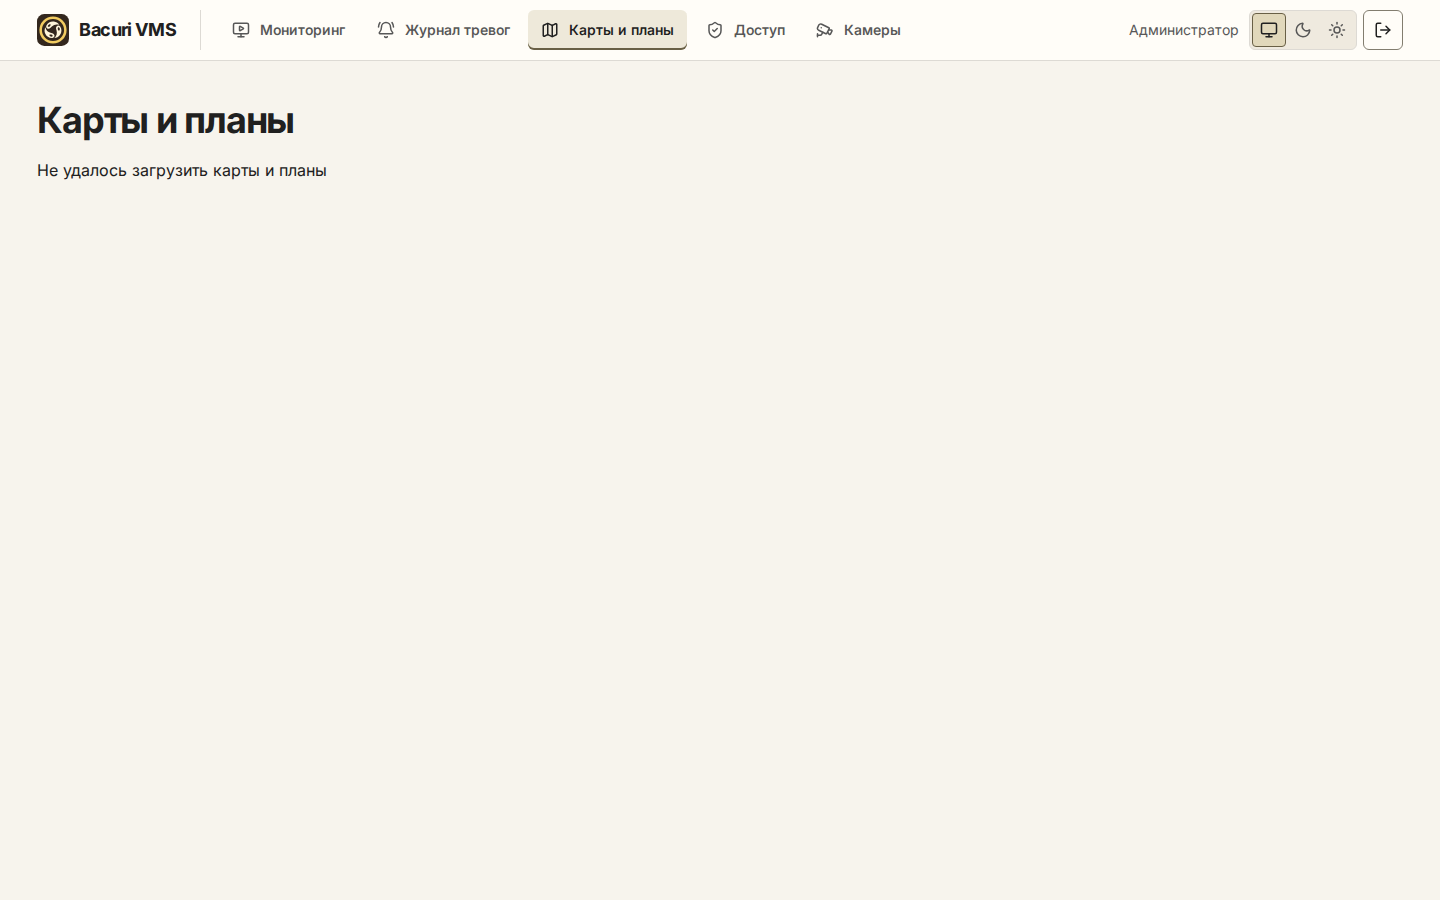 Bacuri VMS
Мониторинг
Журнал тревог
Карты и планы
Доступ
Камеры
Администратор
Карты и планы
Не удалось загрузить карты и планы